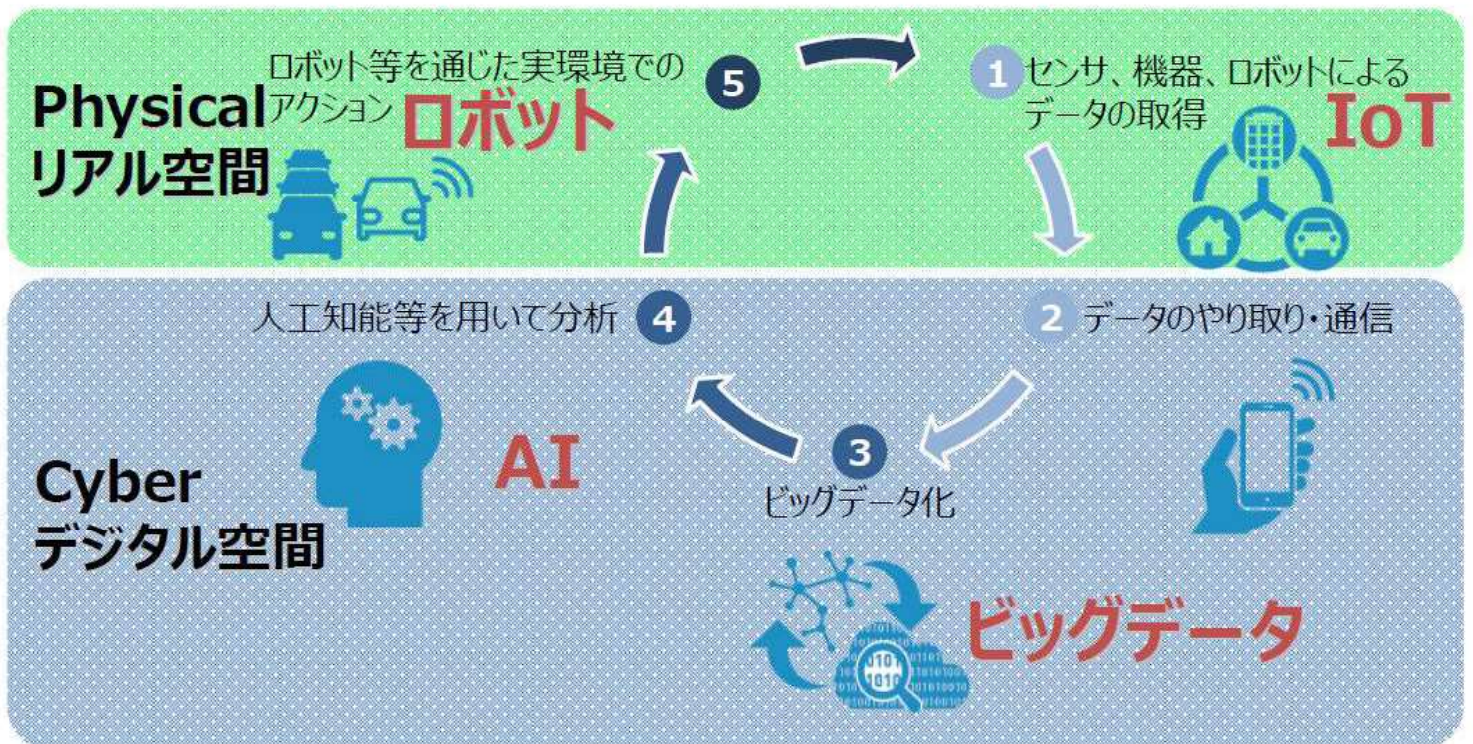 Physical
リアル空間
ロボット等を通じた実環境での
アクション
ロボット
5
1
センサ、機器、ロボットによる
データの取得
IoT
人工知能等を用いて分析
4
2
データのやり取り・通信
AI
3
ビッグデータ化
Cyber
デジタル空間
ビッグデータ